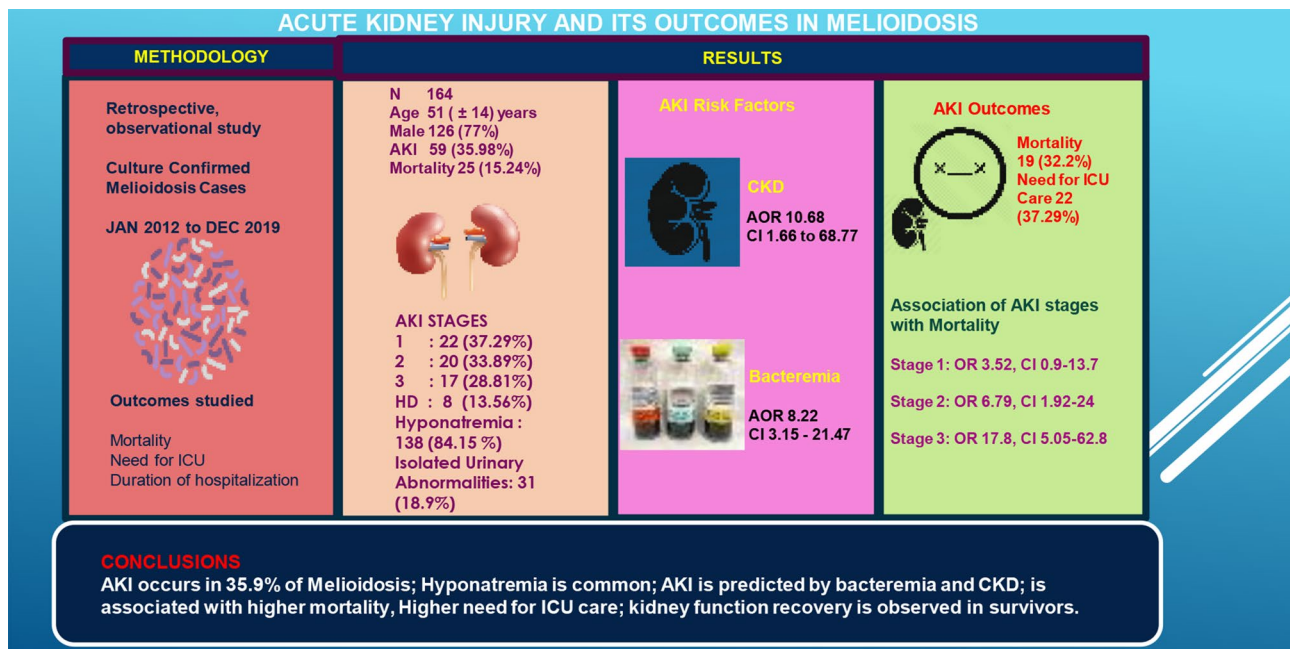 ACUTE KIDNEY INJURY AND ITS OUTCOMES IN MELIOIDOSIS
METHODOLOGY
Retrospective,
observational study
Culture Confirmed
Melioidosis Cases
JAN 2012 to DEC 2019
Outcomes studied
Mortality
Need for ICU
Duration of hospitalization
RESULTS
N 164
Age 51 ( ± 14) years
Male 126 (77%)
AKI 59 (35.98%)
Mortality 25 (15.24%)
AKI STAGES
1 : 22 (37.29%)
2 : 20 (33.89%)
3 : 17 (28.81%)
HD : 8 (13.56%)
Hyponatremia :
138 (84.15 %)
Isolated Urinary
Abnormalities: 31
(18.9%)
AKI Risk Factors
CKD
AOR 10.68
CI 1.66 to 68.77
Bacteremia
AOR 8.22
CI 3.15 - 21.47
AKI Outcomes
Mortality
19 (32.2%)
Need for ICU
Care 22
(37.29%)
Association of AKI stages
with Mortality
Stage 1: OR 3.52, CI 0.9-13.7
Stage 2: OR 6.79, CI 1.92-24
Stage 3: OR 17.8, CI 5.05-62.8
CONCLUSIONS
AKI occurs in 35.9% of Melioidosis; Hyponatremia is common; AKI is predicted by bacteremia and CKD; is
associated with higher mortality, Higher need for ICU care; kidney function recovery is observed in survivors.